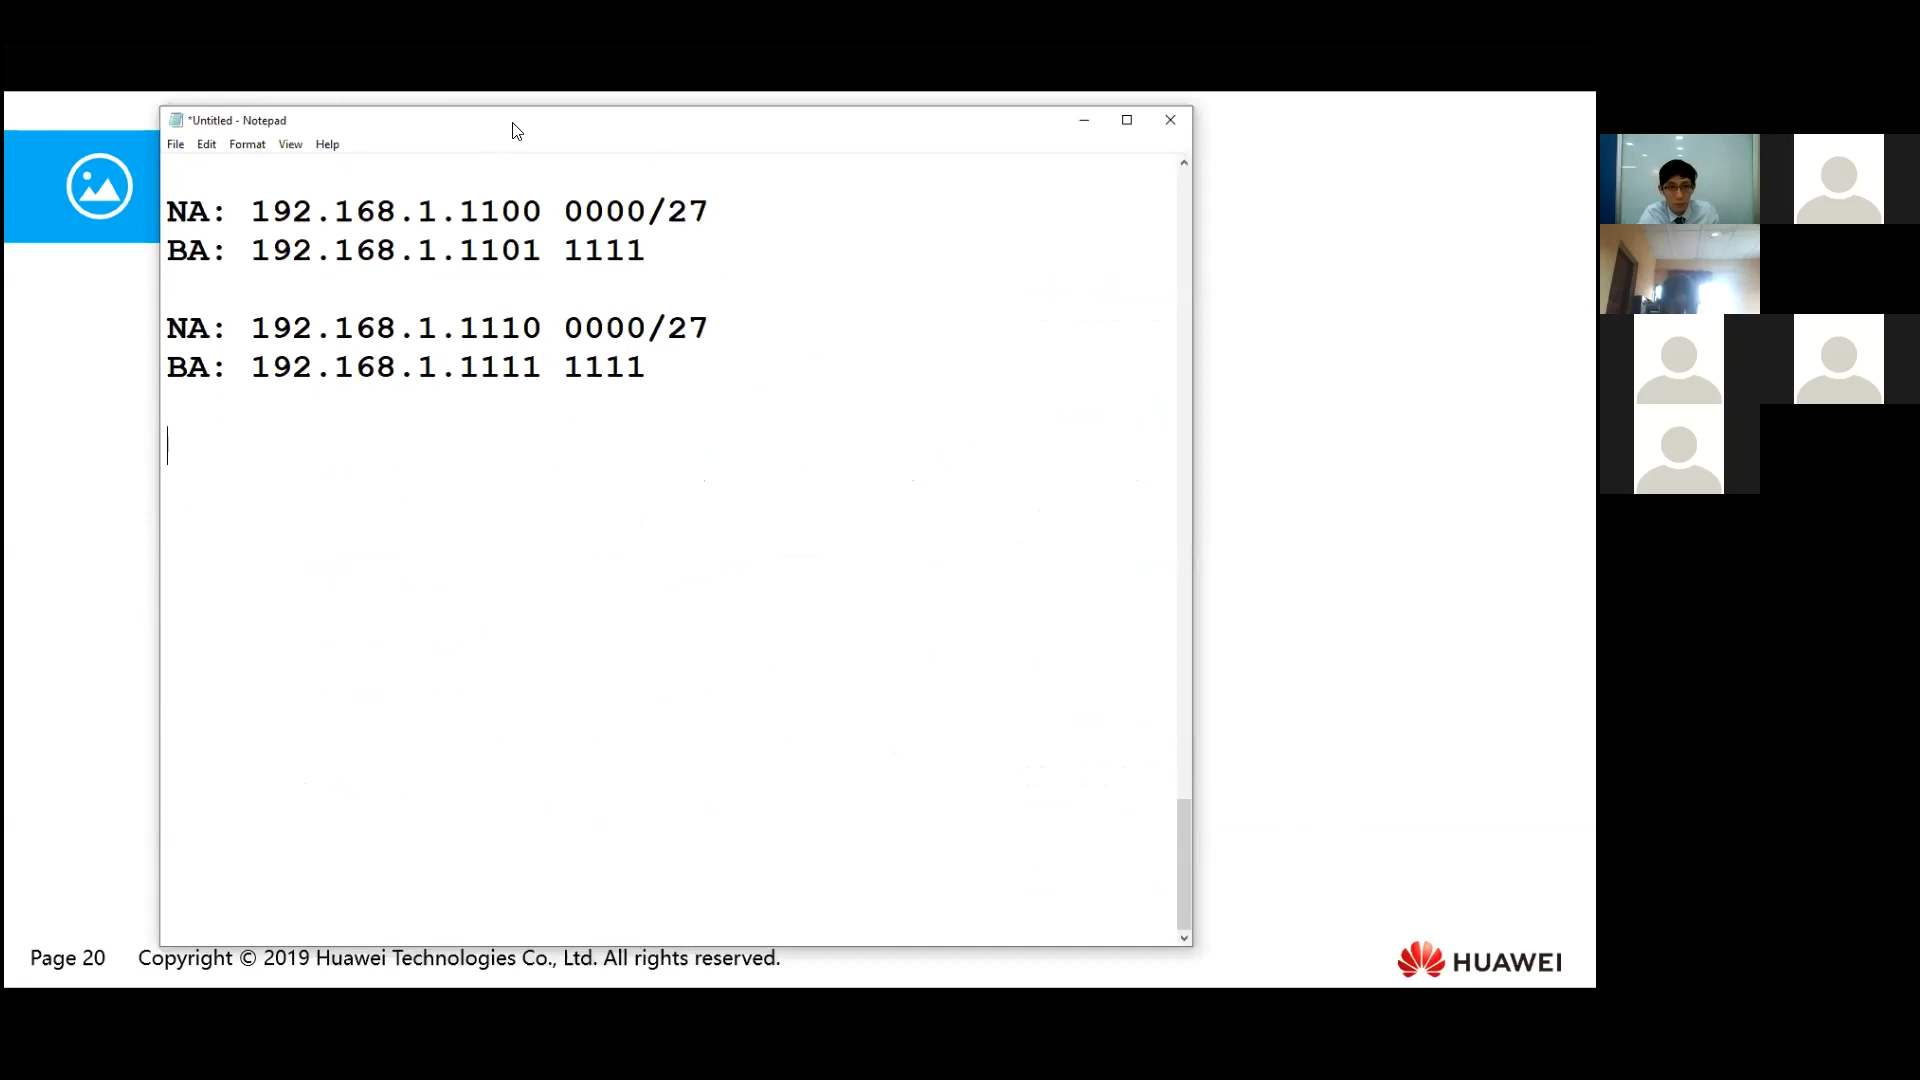 *Untitled - Notepad
File Edit Format View Help
NA: 192.168.1.1100 0000/27
BA: 192.168.1.1101 1111
NA: 192.168.1.1110 0000/27
BA: 192.168.1.1111 1111
Page 20 Copyright © 2019 Huawei Technologies Co., Ltd. All rights reserved.
HUAWEI